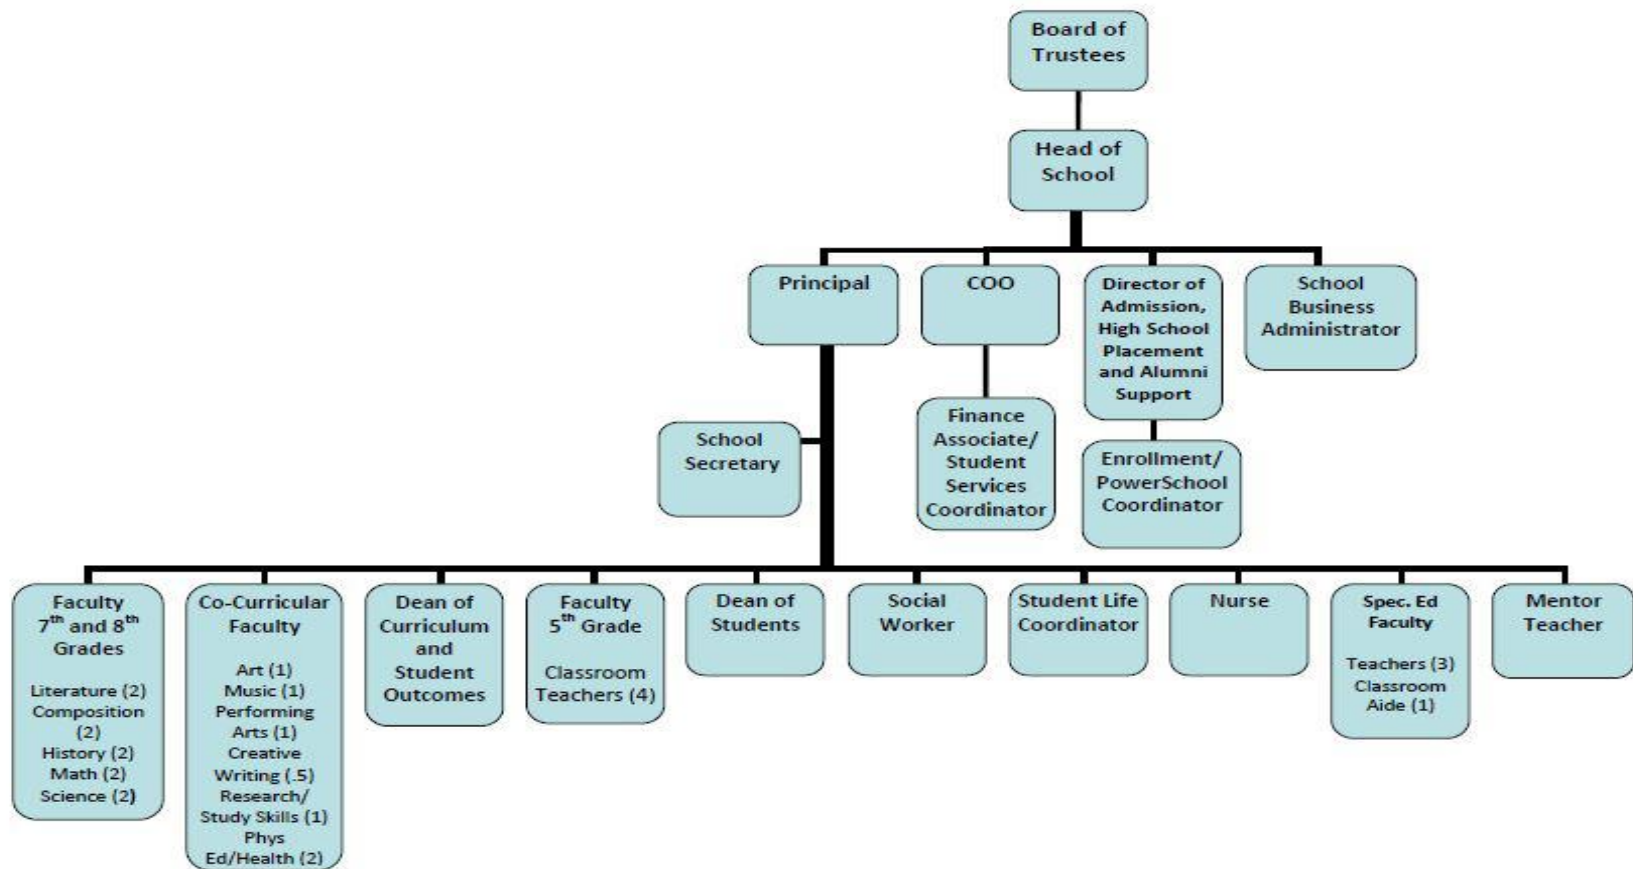 Board of
Trustees
Head of
School
Principal
COO
Director of
Admission,
High School
Placement
and Alumni
Support
School
Business
Administrator
School
Secretary
Finance
Associate/
Student
Services
Coordinator
Enrollment/
PowerSchool
Coordinator
Faculty
7th and 8th
Grades
Literature (2)
Composition
(2)
History (2)
Math (2)
Science (2)
Co-Curricular
Faculty
Art (1)
Music (1)
Performing
Arts (1)
Creative
Writing (.5)
Research/
Study Skills (1)
Phys
Ed/Health (2)
Dean of
Curriculum
and
Student
Outcomes
Faculty
5th Grade
Classroom
Teachers (4)
Dean of
Students
Social
Worker
Student Life
Coordinator
Nurse
Spec. Ed
Faculty
Teachers (3)
Classroom
Aide (1)
Mentor
Teacher